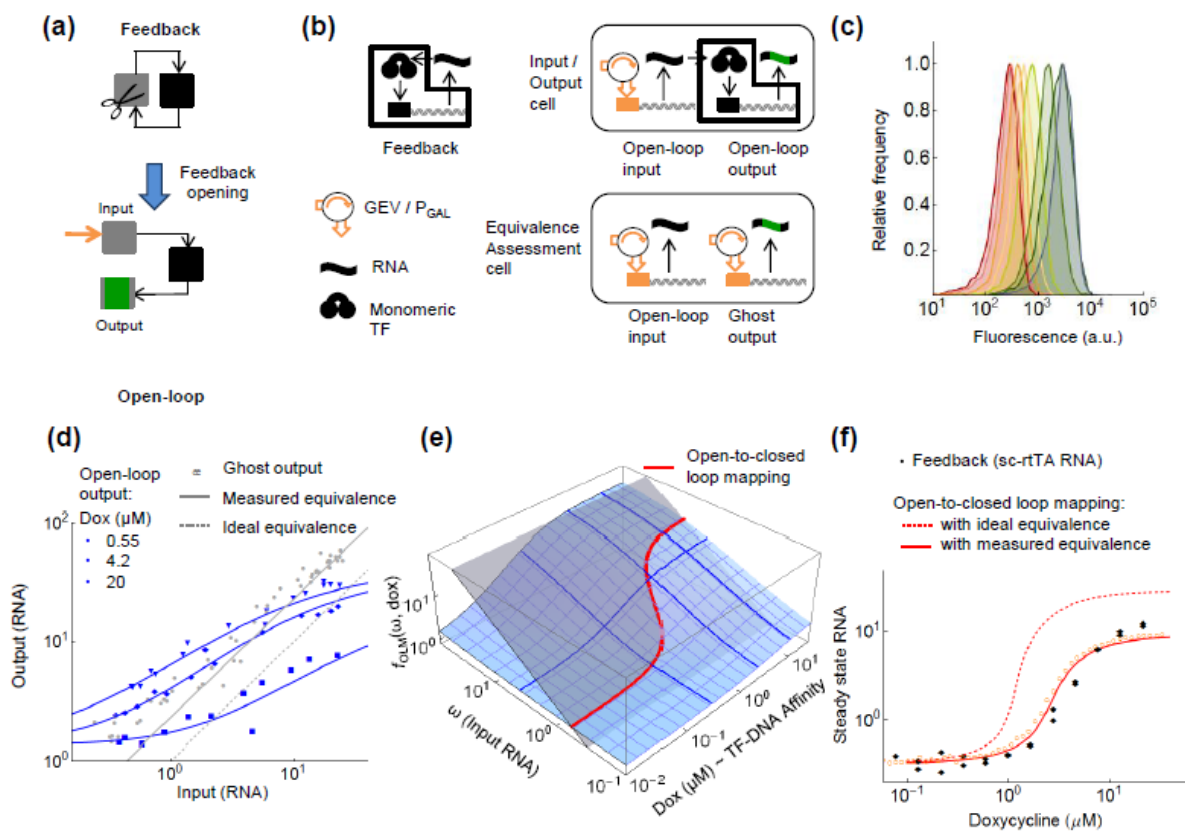 (a)
Feedback
Feedback
opening
Input
Output
Open-loop
(b)
Feedback
GEV / PGAL
RNA
Monomeric
TF
Input /
Output
cell
Open-loop
input
Open-loop
output
Equivalence
Assessment
cell
Open-loop
input
Ghost
output
(c)
Relative frequency
1.0
0.8
0.6
0.4
0.2
10^1
10^2
10^3
10^4
10^5
Fluorescence (a.u.)
(d)
Open-loop
output:
Dox (µM)
0.55
4.2
20
Ghost output
Measured equivalence
Ideal equivalence
Output (RNA)
10^2
10^1
10^0
10^0
10^1
Input (RNA)
(e)
Open-to-closed
loop mapping
fOLM(ω, dox)
10^1
10^0
ω (Input RNA)
10^1
10^0
10^-1
10^-2
10^-1
10^0
10^1
Dox (µM) ~ TF-DNA Affinity
(f)
Feedback (sc-rtTA RNA)
Open-to-closed loop mapping:
with ideal equivalence
with measured equivalence
Steady state RNA
10^1
10^0
10^-1
10^0
10^1
Doxycycline (µM)